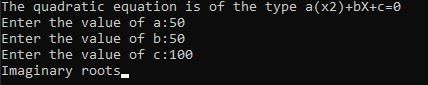 The quadratic equation is of the type a(x2)+bX+c=0
Enter the value of a:50
Enter the value of b:50
Enter the value of c:100
Imaginary roots